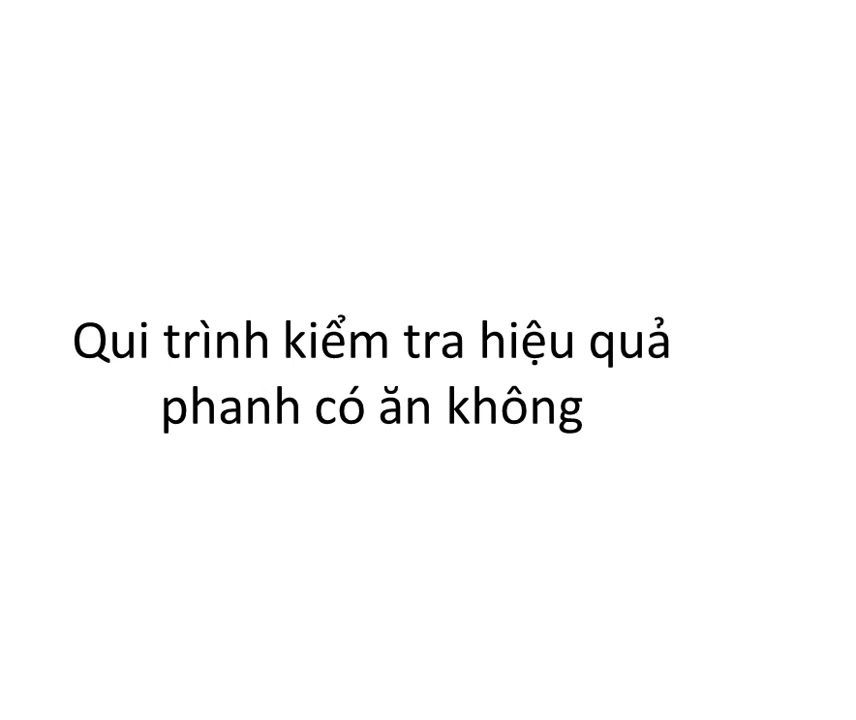 Qui trình kiểm tra hiệu quả
phanh có ăn không